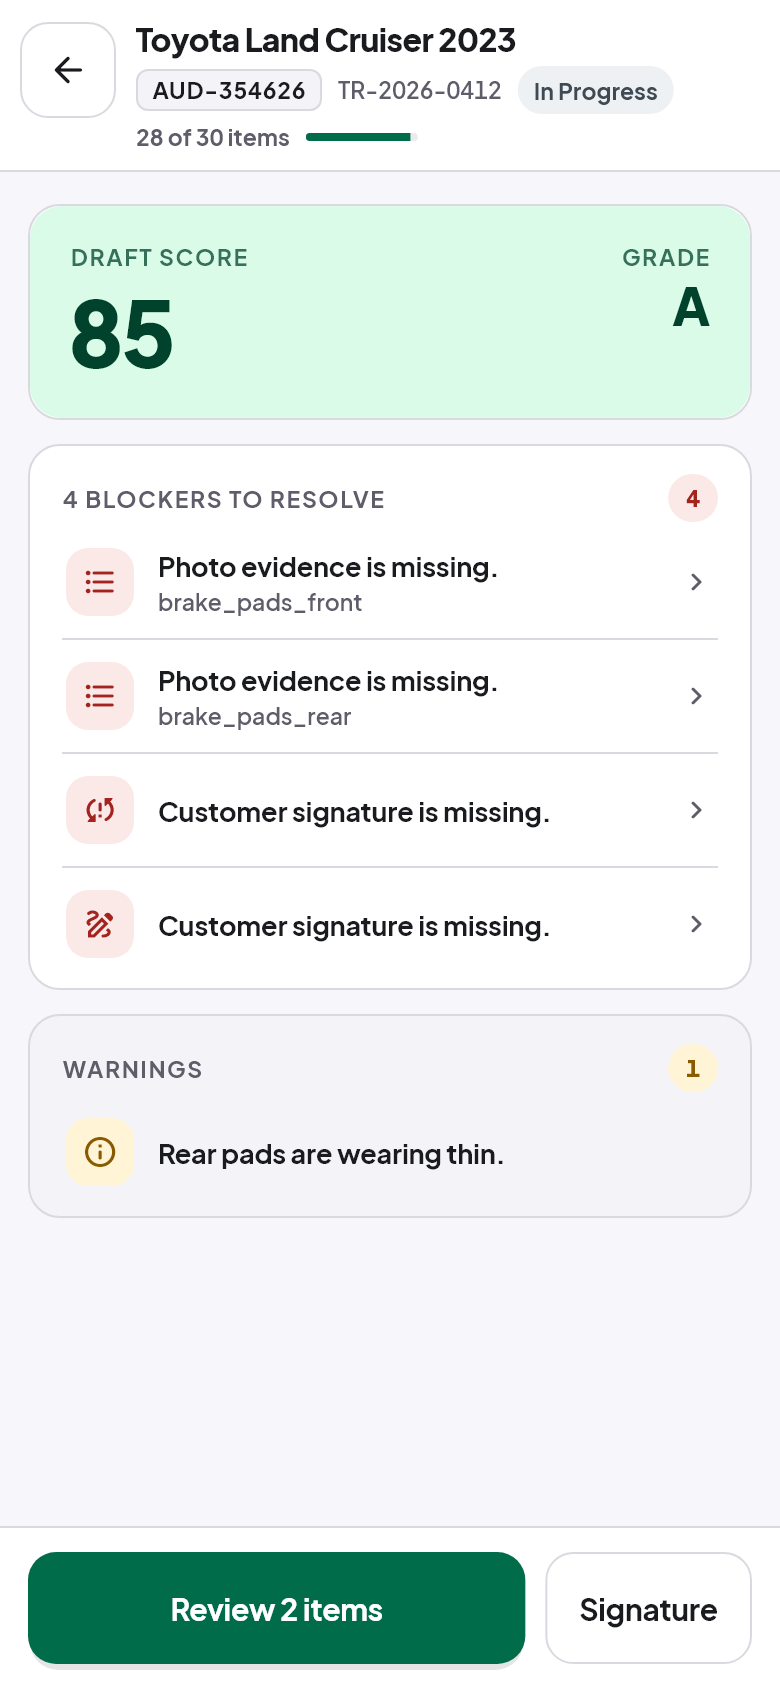 Toyota Land Cruiser 2023
AUD-354626 TR-2026-0412 In Progress
28 of 30 items
DRAFT SCORE GRADE
85 A
4 BLOCKERS TO RESOLVE 4
Photo evidence is missing.
brake_pads_front
Photo evidence is missing.
brake_pads_rear
Customer signature is missing.
Customer signature is missing.
WARNINGS 1
Rear pads are wearing thin.
Review 2 items Signature